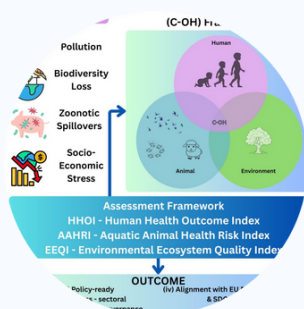 (C-OH)
Pollution
Human
Biodiversity
Loss
Zoonotic
Spillovers
C-OH
Socio-
Economic
Stress
Animal
Environment
Assessment Framework
HHOI - Human Health Outcome Index
AAHRI - Aquatic Animal Health Risk Index
EEQI - Environmental Ecosystem Quality Index
OUTCOME
Policy-ready
- sectoral
(iv) Alignment with EU
& SDG